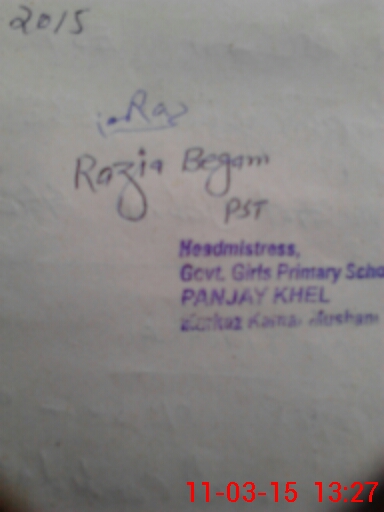 2015
Raz
Razia Begam
PST
Headmistress,
Govt. Girls Primary Scho
PANJAY KHEL
11-03-15 13:27